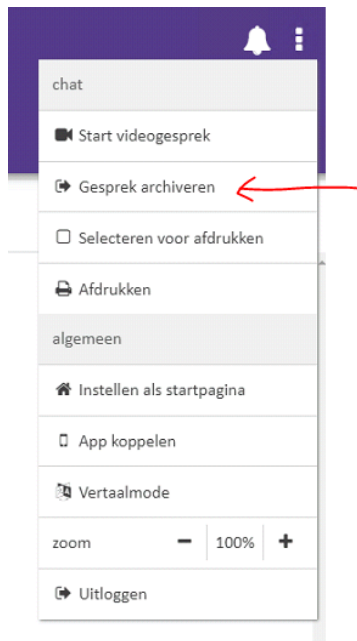 chat
Start videogesprek
Gesprek archiveren
Selecteren voor afdrukken
Afdrukken
algemeen
Instellen als startpagina
App koppelen
Vertaalmode
zoom − 100% +
Uitloggen